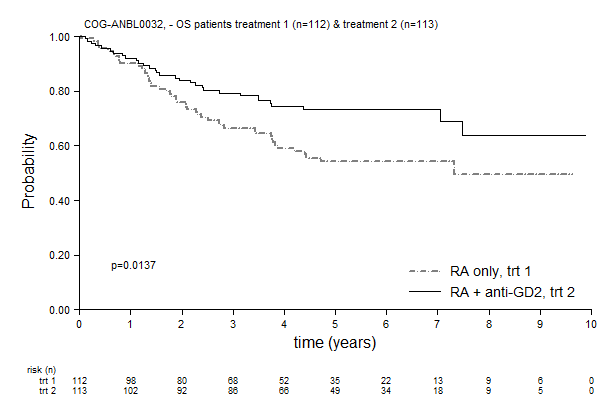 COG-ANBL0032, - OS patients treatment 1 (n=112) & treatment 2 (n=113)
1.00
0.80
0.60
0.40
0.20
0.00
Probability
p=0.0137
RA only, trt 1
RA + anti-GD2, trt 2
0 1 2 3 4 5 6 7 8 9 10
time (years)
risk (n)
trt 1 112 98 80 68 52 35 22 13 9 6 0
trt 2 113 102 92 86 66 49 34 18 9 5 0